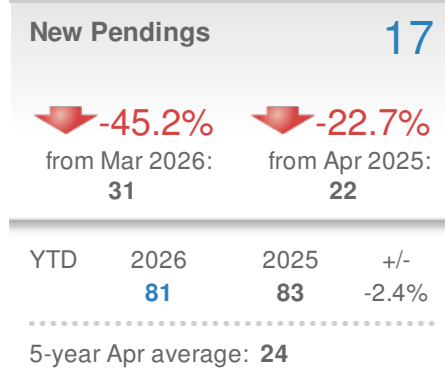 New Pendings 17
-45.2% -22.7%
from Mar 2026: from Apr 2025:
31 22
YTD 2026 2025 +/-
81 83 -2.4%
5-year Apr average: 24